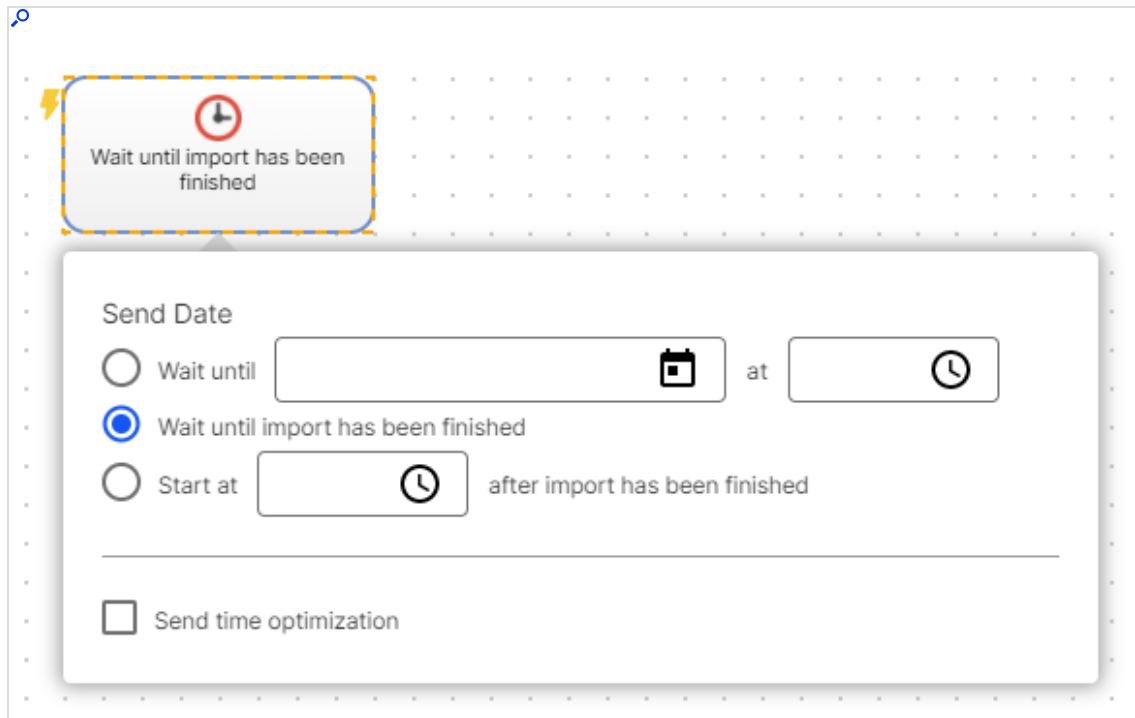 Wait until import has been
finished
Send Date
Wait until at
Wait until import has been finished
Start at after import has been finished
Send time optimization